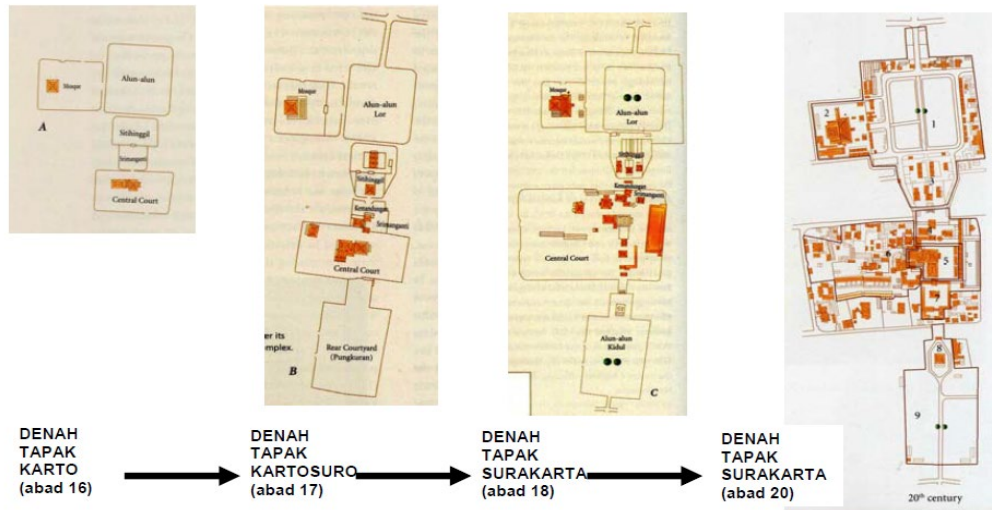 Mosque
Alun-alun
A
Sitihinggil
Srimanganti
Central Court
Mosque
Alun-alun
Lor
Sitihinggil
Kemandungan
Srimanganti
Central Court
er its
mplex.
Rear Courtyard
(Pungkuran)
B
Mosque
Alun-alun
Lor
Sitihinggil
Kemandungan
Srimanganti
Central Court
Alun-alun
Kidul
C
2
1
3
4
5
6
7
8
9
20th century
DENAH
TAPAK
KARTO
(abad 16)
DENAH
TAPAK
KARTOSURO
(abad 17)
DENAH
TAPAK
SURAKARTA
(abad 18)
DENAH
TAPAK
SURAKARTA
(abad 20)